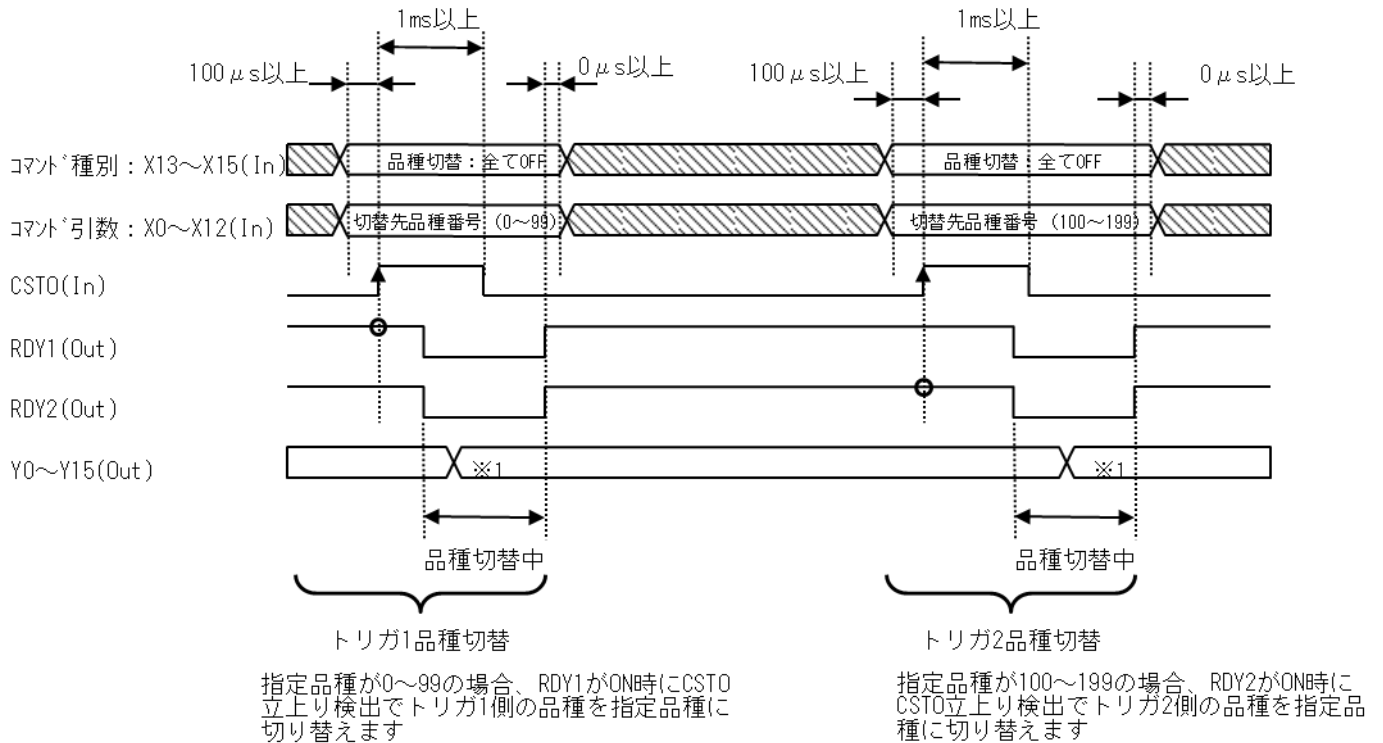 1ms以上
1ms以上
100μs以上
0μs以上
100μs以上
0μs以上
ｺﾏﾝﾄﾞ種別：X13～X15(In)
品種切替：全てOFF
品種切替：全てOFF
ｺﾏﾝﾄﾞ引数：X0～X12(In)
切替先品種番号（0～99）
切替先品種番号（100～199）
CST0(In)
RDY1(Out)
RDY2(Out)
Y0～Y15(Out)
※1
※1
品種切替中
品種切替中
トリガ1品種切替
トリガ2品種切替
指定品種が0～99の場合、RDY1がON時にCST0
立上り検出でトリガ1側の品種を指定品種に
切り替えます
指定品種が100～199の場合、RDY2がON時に
CST0立上り検出でトリガ2側の品種を指定品
種に切り替えます